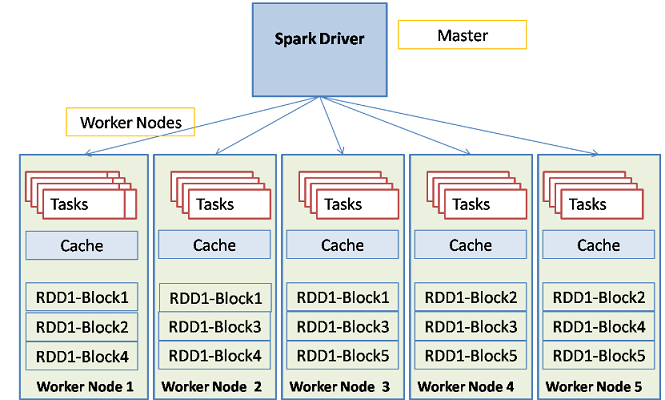 Spark Driver
Master
Worker Nodes
Tasks
Cache
RDD1-Block1
RDD1-Block2
RDD1-Block4
Worker Node 1
Tasks
Cache
RDD1-Block1
RDD1-Block3
RDD1-Block4
Worker Node 2
Tasks
Cache
RDD1-Block1
RDD1-Block3
RDD1-Block5
Worker Node 3
Tasks
Cache
RDD1-Block2
RDD1-Block3
RDD1-Block5
Worker Node 4
Tasks
Cache
RDD1-Block2
RDD1-Block4
RDD1-Block5
Worker Node 5